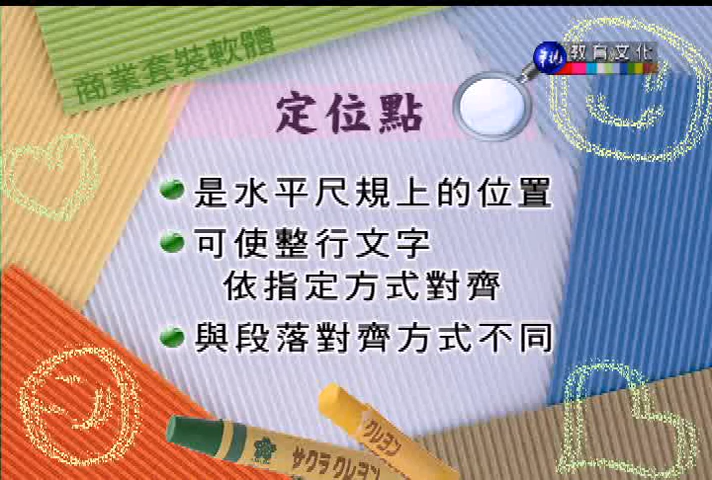 商業套裝軟體
華視
教育文化
定位點
是水平尺規上的位置
可使整行文字
依指定方式對齊
與段落對齊方式不同
クレヨン
サクラクレヨン